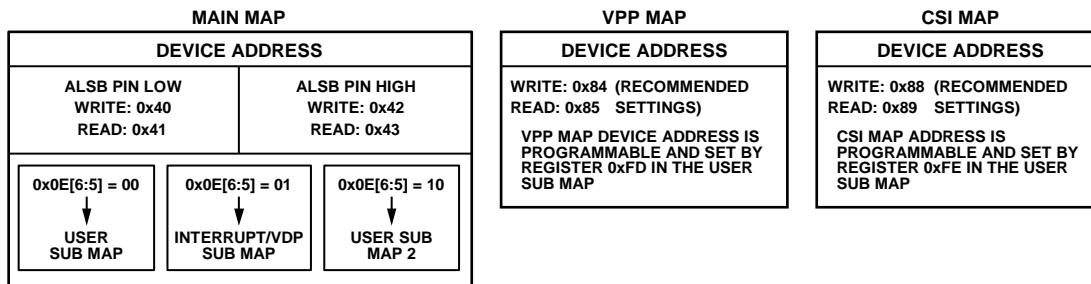 MAIN MAP
DEVICE ADDRESS
ALSB PIN LOW
WRITE: 0x40
READ: 0x41
ALSB PIN HIGH
WRITE: 0x42
READ: 0x43
0x0E[6:5] = 00
USER
SUB MAP
0x0E[6:5] = 01
INTERRUPT/VDP
SUB MAP
0x0E[6:5] = 10
USER SUB
MAP 2
VPP MAP
DEVICE ADDRESS
WRITE: 0x84 (RECOMMENDED
READ: 0x85 SETTINGS)
VPP MAP DEVICE ADDRESS IS
PROGRAMMABLE AND SET BY
REGISTER 0xFD IN THE USER
SUB MAP
CSI MAP
DEVICE ADDRESS
WRITE: 0x88 (RECOMMENDED
READ: 0x89 SETTINGS)
CSI MAP ADDRESS IS
PROGRAMMABLE AND SET BY
REGISTER 0xFE IN THE USER
SUB MAP